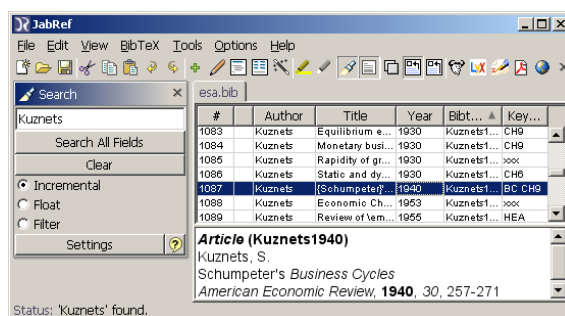 JabRef
File Edit View BibTeX Tools Options Help
Search
esa.bib
Kuznets
Search All Fields
Clear
Incremental
Float
Filter
Settings
# Author Title Year Bibt... Key...
1083 Kuznets Equilibrium e... 1930 Kuznets1... CH9
1084 Kuznets Monetary busi... 1930 Kuznets1... CH9
1085 Kuznets Rapidity of gr... 1930 Kuznets1... xxx
1086 Kuznets Static and dy... 1930 Kuznets1... CH6
1087 Kuznets {Schumpeter}'... 1940 Kuznets1... BC CH9
1088 Kuznets Economic Ch... 1953 Kuznets1... xxx
1089 Kuznets Review of \em... 1955 Kuznets1... HEA
Article (Kuznets1940)
Kuznets, S.
Schumpeter's Business Cycles
American Economic Review, 1940, 30, 257-271
Status: 'Kuznets' found.